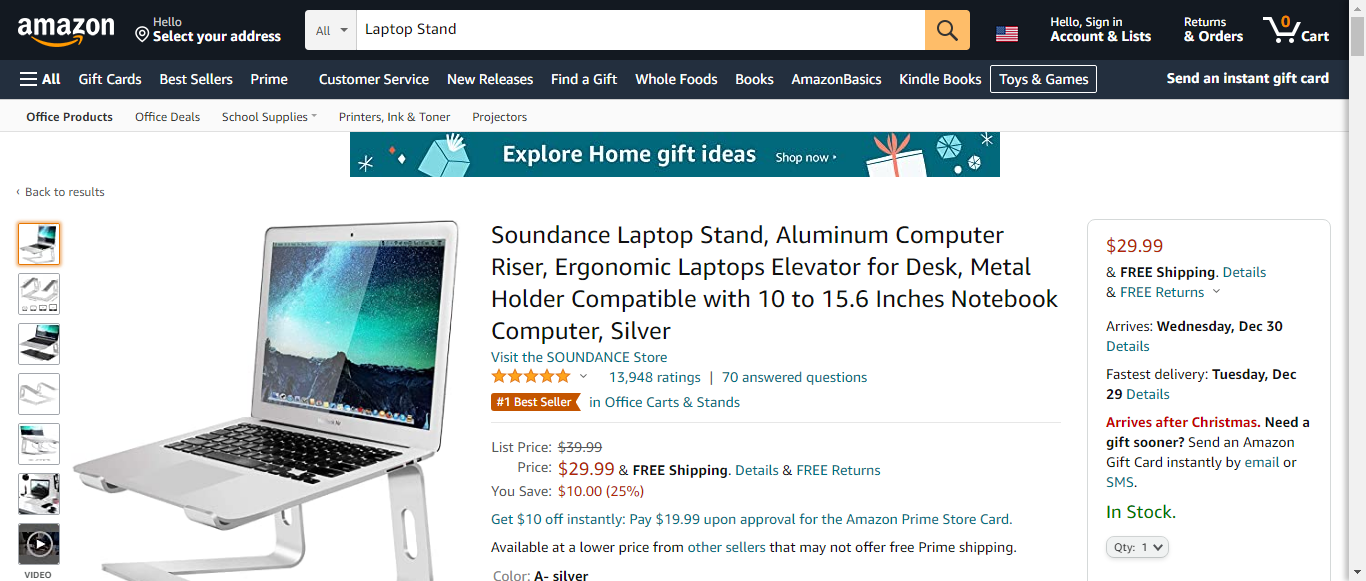 amazon
Hello
Select your address
All
Laptop Stand
Hello, Sign in
Account & Lists
Returns
& Orders
0
Cart
All
Gift Cards
Best Sellers
Prime
Customer Service
New Releases
Find a Gift
Whole Foods
Books
AmazonBasics
Kindle Books
Toys & Games
Send an instant gift card
Office Products
Office Deals
School Supplies
Printers, Ink & Toner
Projectors
Explore Home gift ideas
Shop now ›
‹ Back to results
VIDEO
MacBook Air
Soundance Laptop Stand, Aluminum Computer
Riser, Ergonomic Laptops Elevator for Desk, Metal
Holder Compatible with 10 to 15.6 Inches Notebook
Computer, Silver
Visit the SOUNDANCE Store
13,948 ratings | 70 answered questions
#1 Best Seller in Office Carts & Stands
List Price: $39.99
Price: $29.99 & FREE Shipping. Details & FREE Returns
You Save: $10.00 (25%)
Get $10 off instantly: Pay $19.99 upon approval for the Amazon Prime Store Card.
Available at a lower price from other sellers that may not offer free Prime shipping.
Color: A- silver
$29.99
& FREE Shipping. Details
& FREE Returns
Arrives: Wednesday, Dec 30
Details
Fastest delivery: Tuesday, Dec
29 Details
Arrives after Christmas. Need a
gift sooner? Send an Amazon
Gift Card instantly by email or
SMS.
In Stock.
Qty: 1